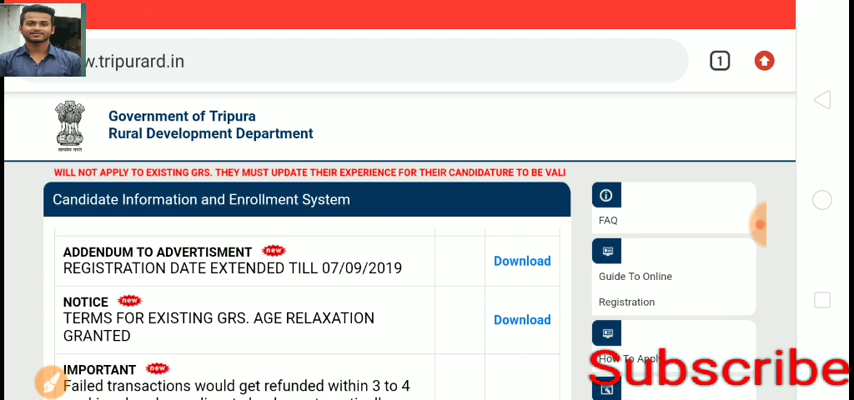 w.tripurard.in
1
Government of Tripura
Rural Development Department
WILL NOT APPLY TO EXISTING GRS. THEY MUST UPDATE THEIR EXPERIENCE FOR THEIR CANDIDATURE TO BE VALI
Candidate Information and Enrollment System
ADDENDUM TO ADVERTISMENT new
REGISTRATION DATE EXTENDED TILL 07/09/2019
Download
NOTICE new
TERMS FOR EXISTING GRS. AGE RELAXATION
GRANTED
Download
IMPORTANT new
Failed transactions would get refunded within 3 to 4
FAQ
Guide To Online
Registration
How To Apply
Subscribe